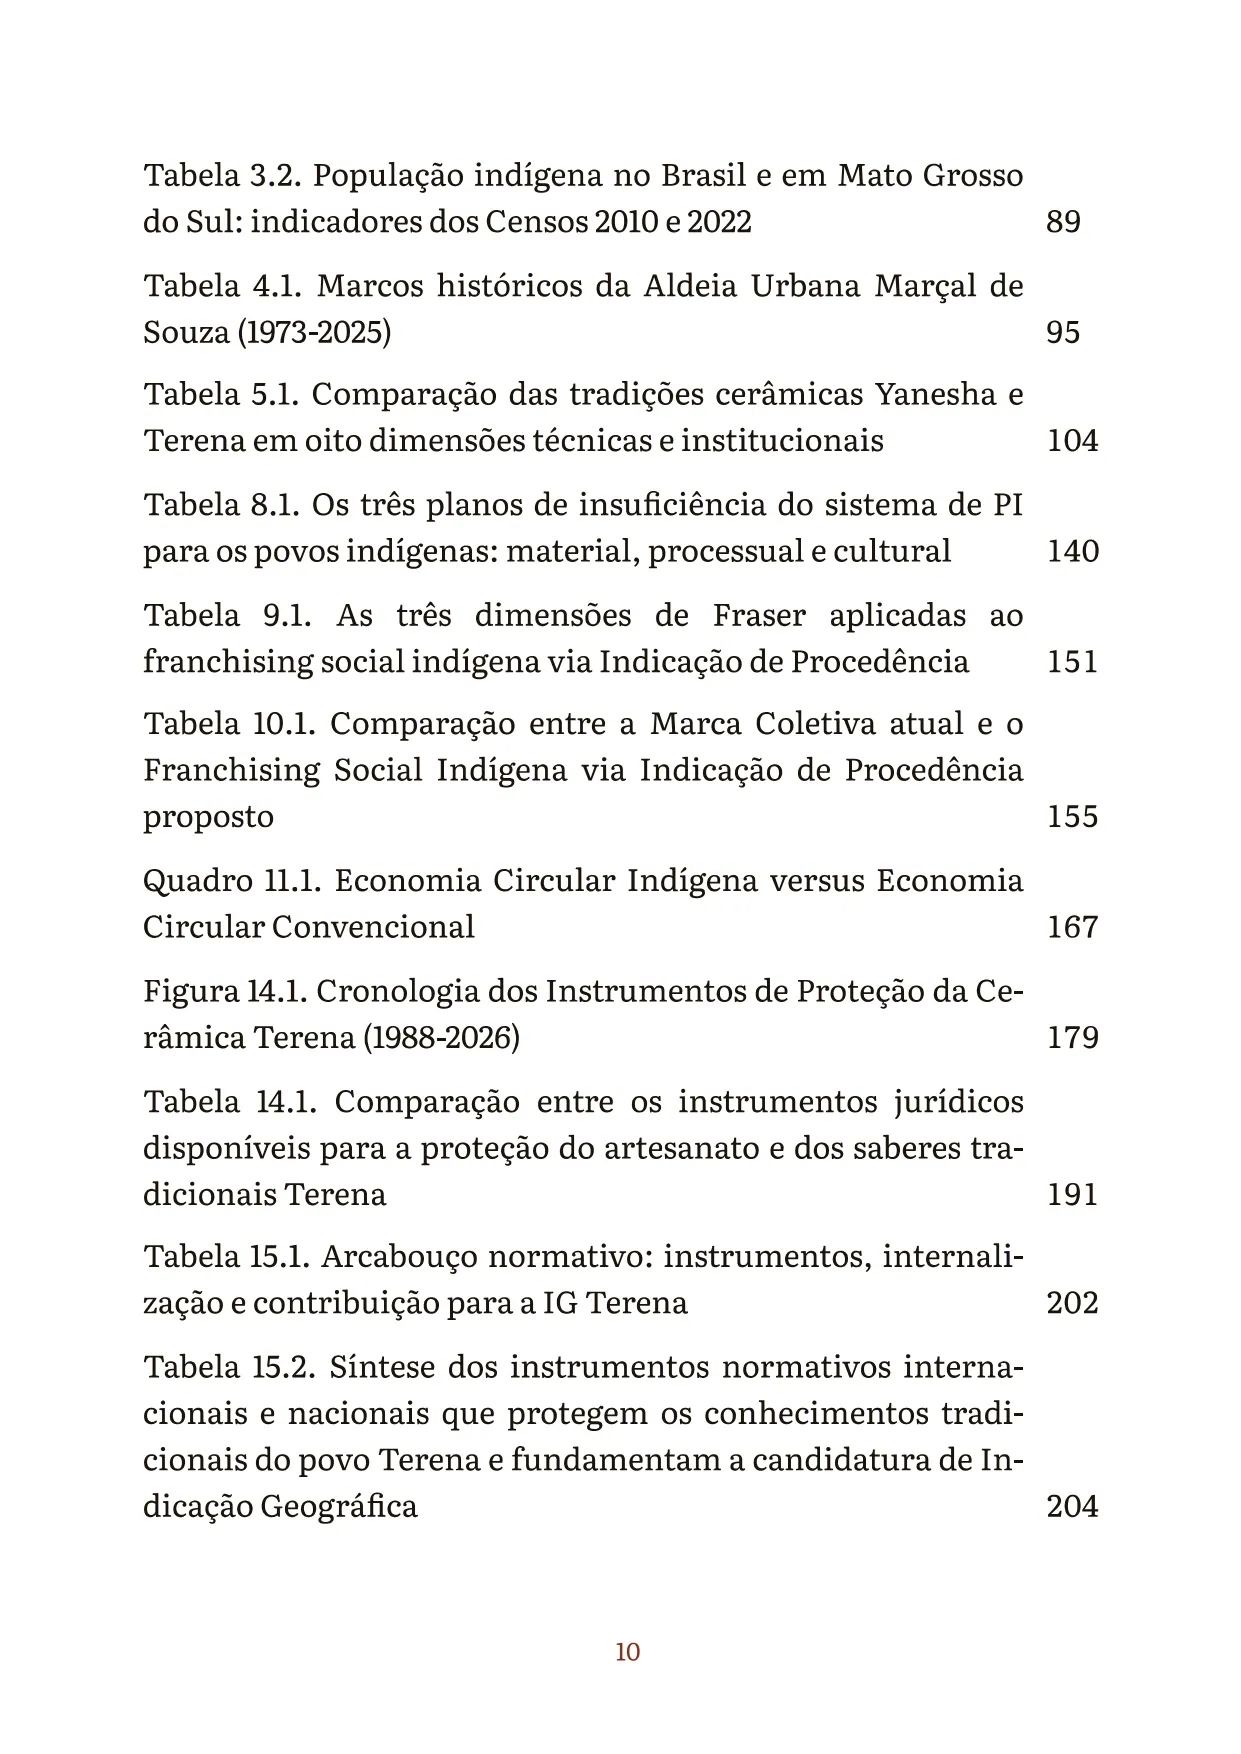 Tabela 3.2. População indígena no Brasil e em Mato Grosso
do Sul: indicadores dos Censos 2010 e 2022 89
Tabela 4.1. Marcos históricos da Aldeia Urbana Marçal de
Souza (1973-2025) 95
Tabela 5.1. Comparação das tradições cerâmicas Yanesha e
Terena em oito dimensões técnicas e institucionais 104
Tabela 8.1. Os três planos de insuficiência do sistema de PI
para os povos indígenas: material, processual e cultural 140
Tabela 9.1. As três dimensões de Fraser aplicadas ao
franchising social indígena via Indicação de Procedência 151
Tabela 10.1. Comparação entre a Marca Coletiva atual e o
Franchising Social Indígena via Indicação de Procedência
proposto 155
Quadro 11.1. Economia Circular Indígena versus Economia
Circular Convencional 167
Figura 14.1. Cronologia dos Instrumentos de Proteção da Ce-
râmica Terena (1988-2026) 179
Tabela 14.1. Comparação entre os instrumentos jurídicos
disponíveis para a proteção do artesanato e dos saberes tra-
dicionais Terena 191
Tabela 15.1. Arcabouço normativo: instrumentos, internali-
zação e contribuição para a IG Terena 202
Tabela 15.2. Síntese dos instrumentos normativos interna-
cionais e nacionais que protegem os conhecimentos tradi-
cionais do povo Terena e fundamentam a candidatura de In-
dicação Geográfica 204
10